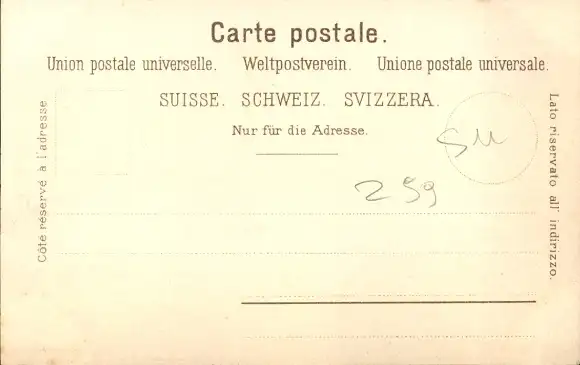 Carte postale.
Union postale universelle. Weltpostverein. Unione postale universale.
SUISSE. SCHWEIZ. SVIZZERA.
Nur für die Adresse.
Côté réservé à l'adresse
Lato riservato all' indirizzo.
SM
259